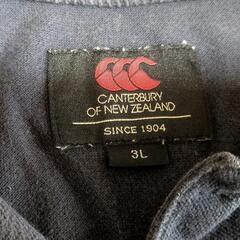 CANTERBURY
OF NEW ZEALAND
SINCE 1904
3L